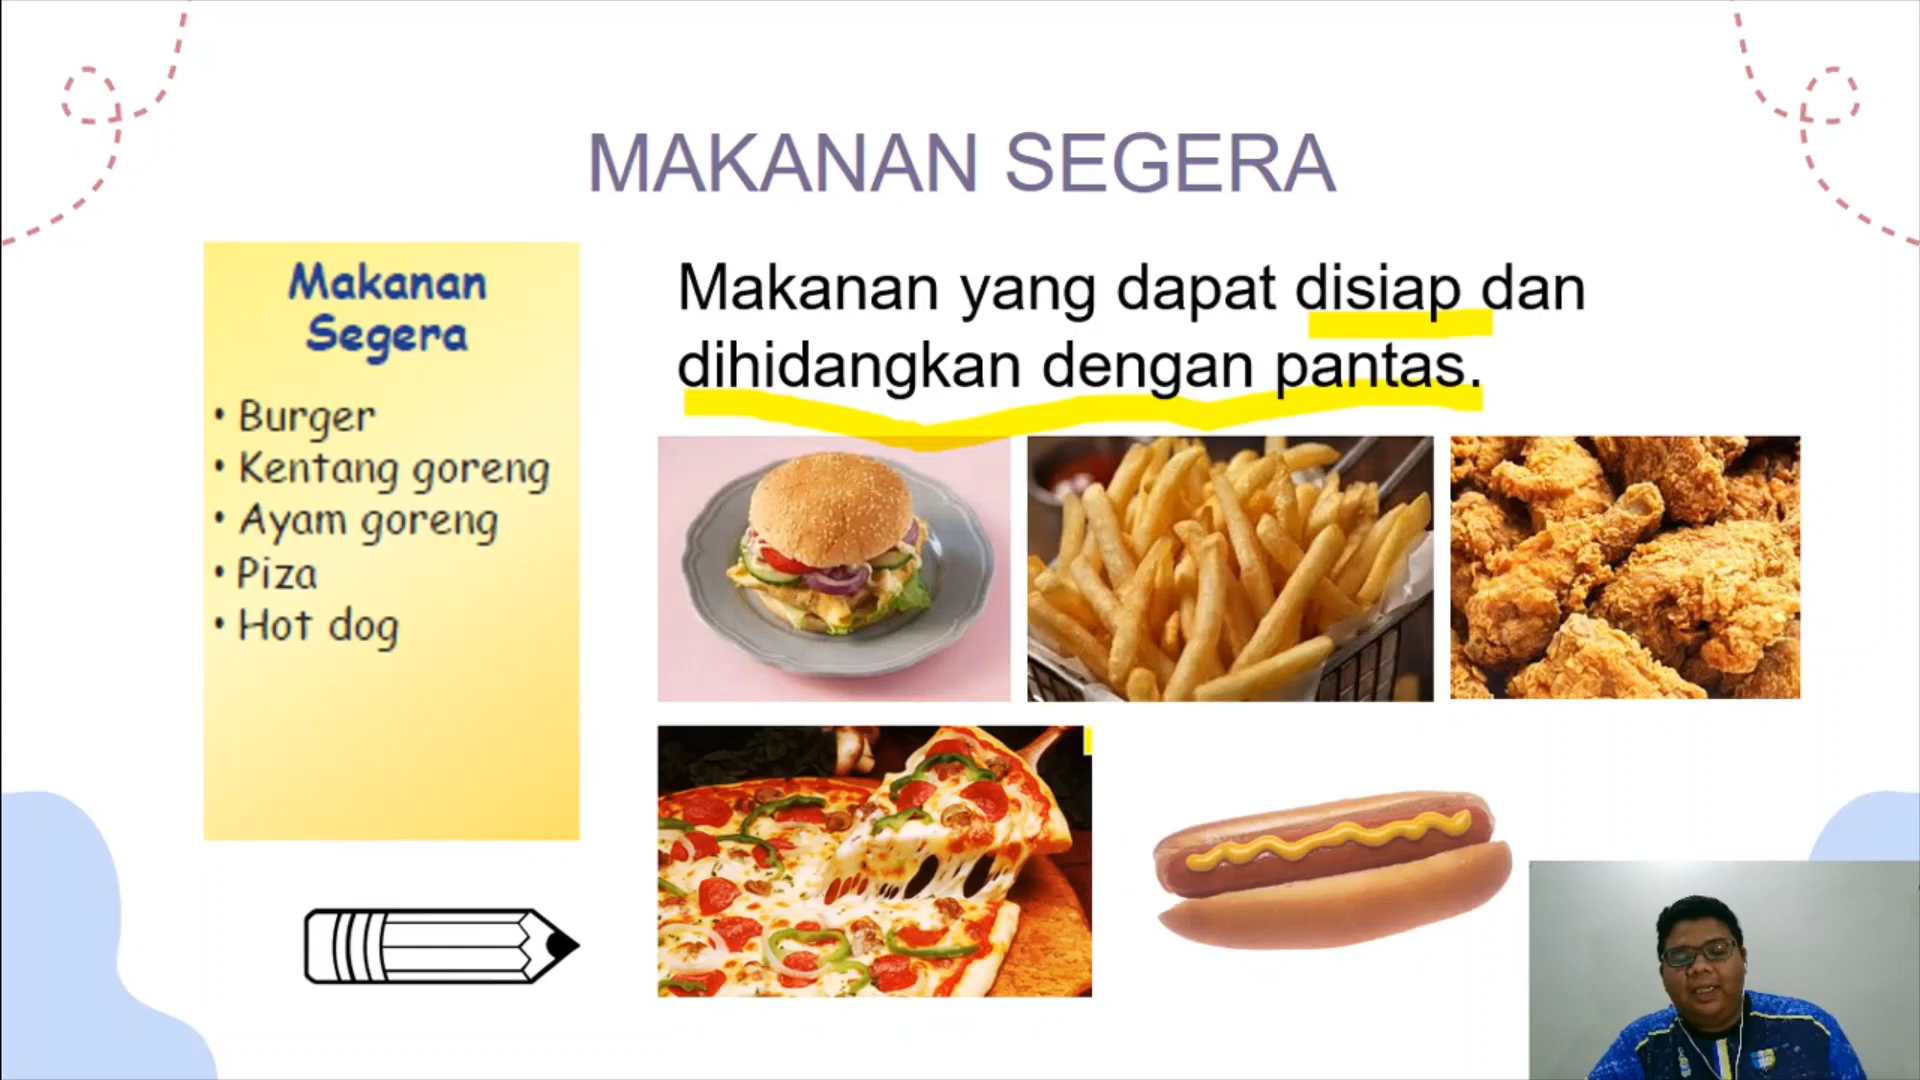 MAKANAN SEGERA
Makanan
Segera
• Burger
• Kentang goreng
• Ayam goreng
• Piza
• Hot dog
Makanan yang dapat disiap dan
dihidangkan dengan pantas.